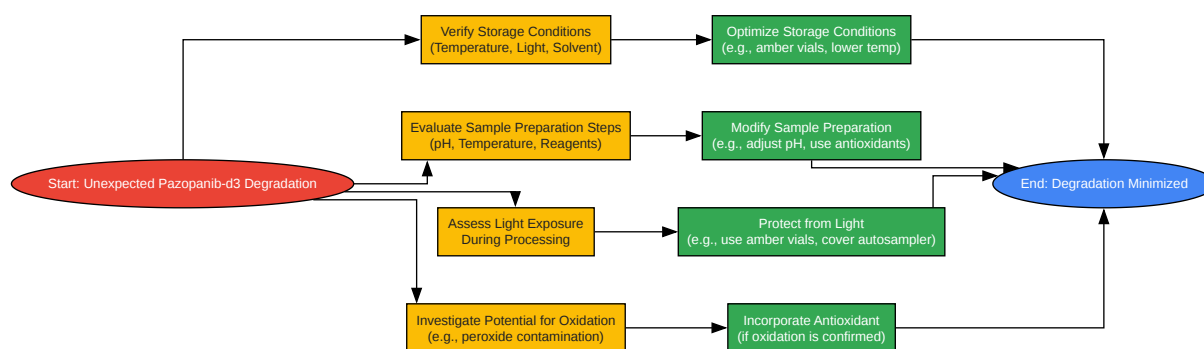 Verify Storage Conditions
(Temperature, Light, Solvent)
Optimize Storage Conditions
(e.g., amber vials, lower temp)
Evaluate Sample Preparation Steps
(pH, Temperature, Reagents)
Modify Sample Preparation
(e.g., adjust pH, use antioxidants)
Start: Unexpected Pazopanib-d3 Degradation
End: Degradation Minimized
Assess Light Exposure
During Processing
Protect from Light
(e.g., use amber vials, cover autosampler)
Investigate Potential for Oxidation
(e.g., peroxide contamination)
Incorporate Antioxidant
(if oxidation is confirmed)